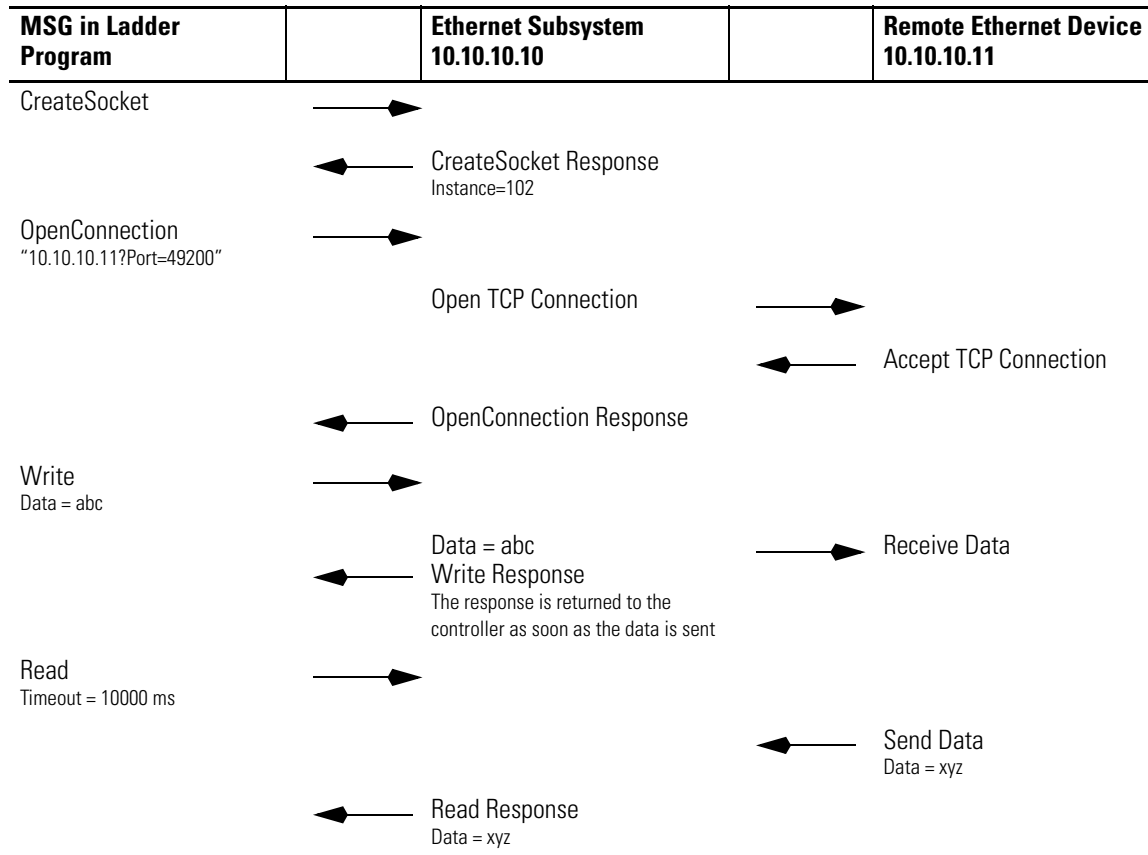 MSG in Ladder
Program
Ethernet Subsystem
10.10.10.10
Remote Ethernet Device
10.10.10.11
CreateSocket
CreateSocket Response
Instance=102
OpenConnection
“10.10.10.11?Port=49200”
Open TCP Connection
Accept TCP Connection
OpenConnection Response
Write
Data = abc
Data = abc
Receive Data
Write Response
The response is returned to the
controller as soon as the data is sent
Read
Timeout = 10000 ms
Send Data
Data = xyz
Read Response
Data = xyz